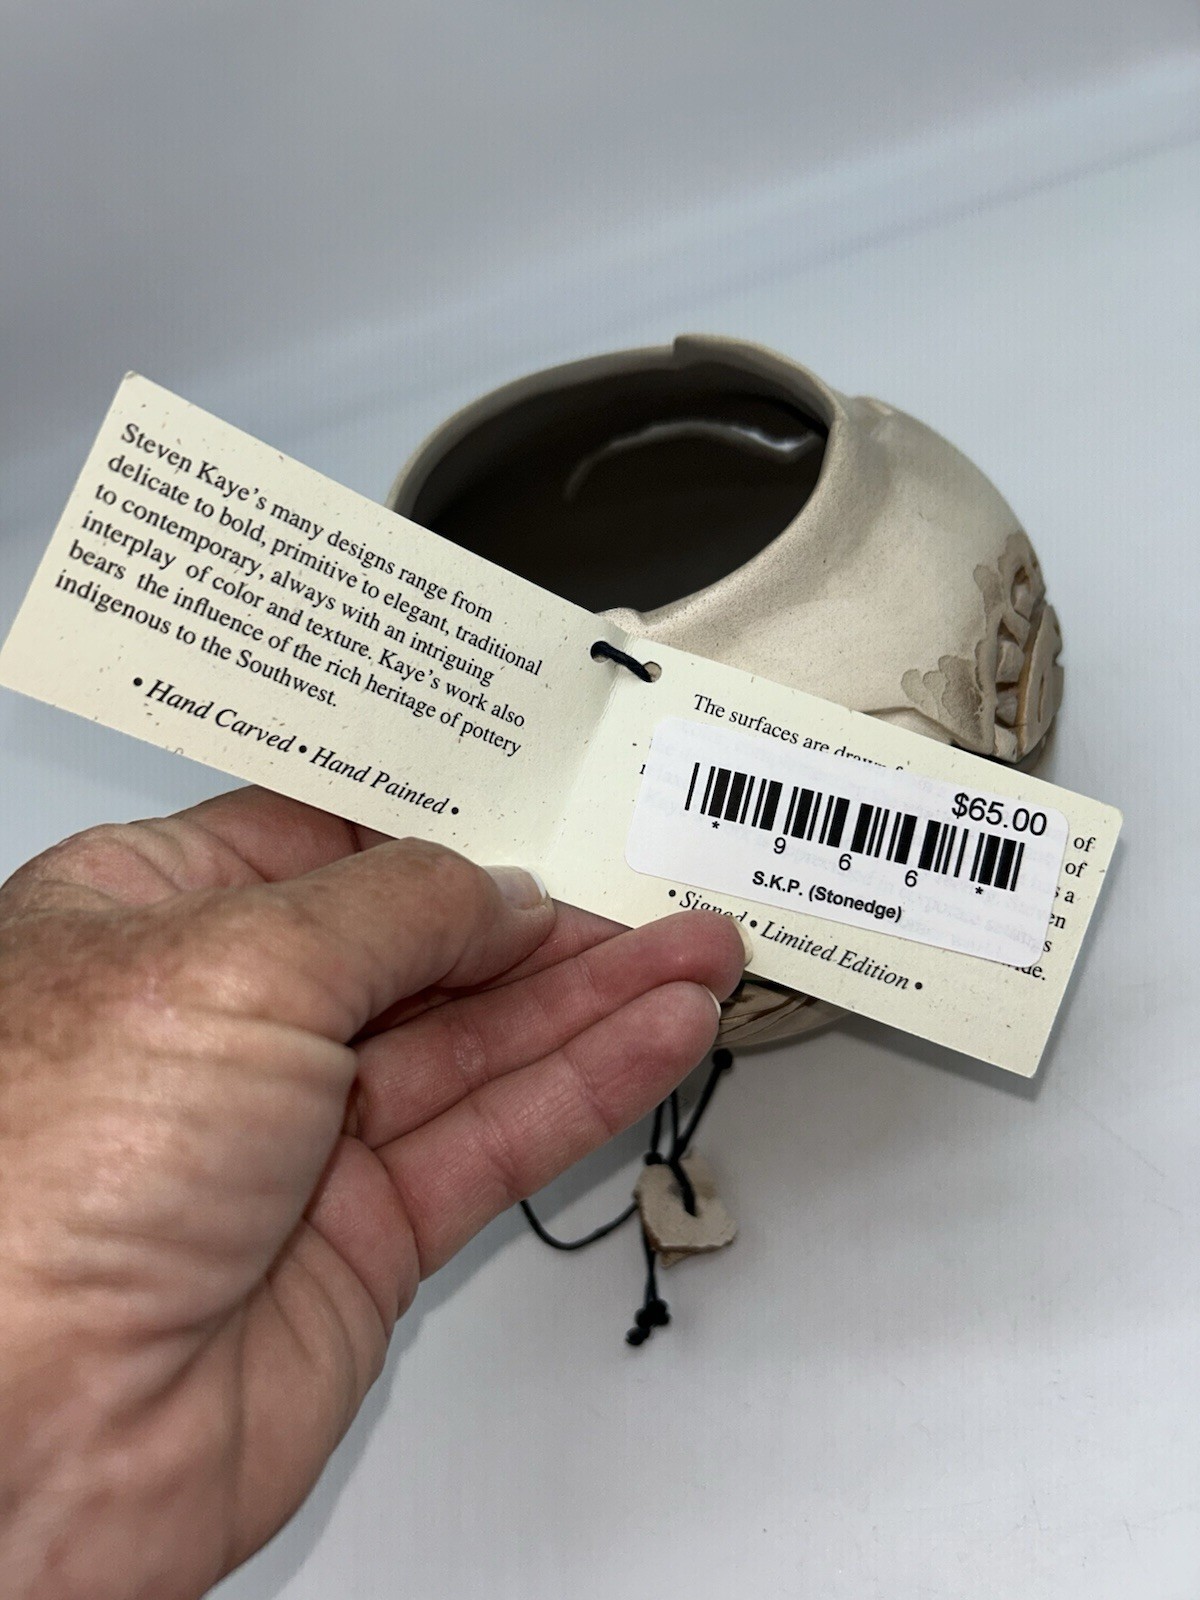 Steven Kaye's many designs range from
delicate to bold, primitive to elegant, traditional
to contemporary, always with an intriguing
interplay of color and texture. Kaye's work also
bears the influence of the rich heritage of pottery
indigenous to the Southwest.
• Hand Carved • Hand Painted •
The surfaces are drawn
$65.00
* 9 6 6 *
S.K.P. (Stonedge)
of
of
a
• Signed • Limited Edition •